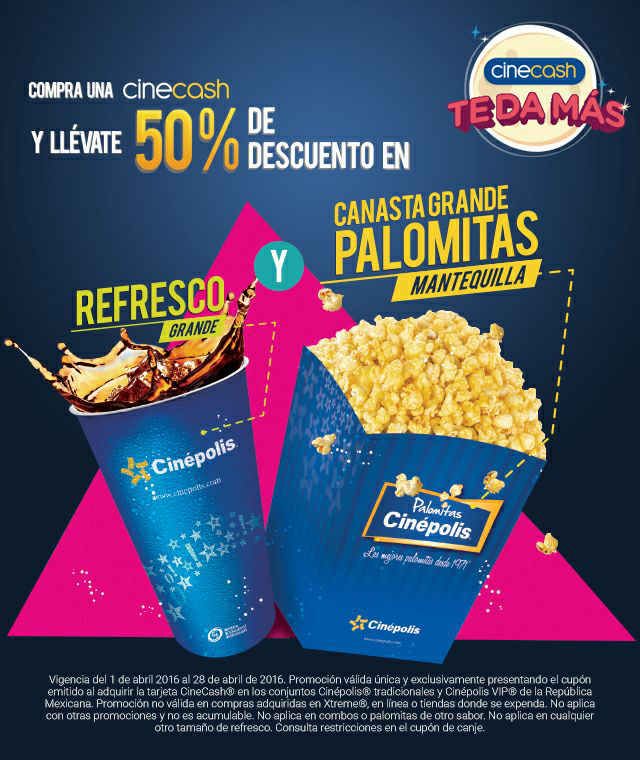 cinecash
TE DA MÁS
COMPRA UNA cinecash
Y LLÉVATE 50% DE DESCUENTO EN
CANASTA GRANDE
PALOMITAS
MANTEQUILLA
Y
REFRESCO
GRANDE
Cinépolis
www.cinepolis.com
Palomitas
Cinépolis
Las mejores palomitas desde 1971
Cinépolis
Vigencia del 1 de abril 2016 al 28 de abril de 2016. Promoción válida única y exclusivamente presentando el cupón
emitido al adquirir la tarjeta CineCash® en los conjuntos Cinépolis® tradicionales y Cinépolis VIP® de la República
Mexicana. Promoción no válida en compras adquiridas en Xtreme®, en línea o tiendas donde se expenda. No aplica
con otras promociones y no es acumulable. No aplica en combos o palomitas de otro sabor. No aplica en cualquier
otro tamaño de refresco. Consulta restricciones en el cupón de canje.